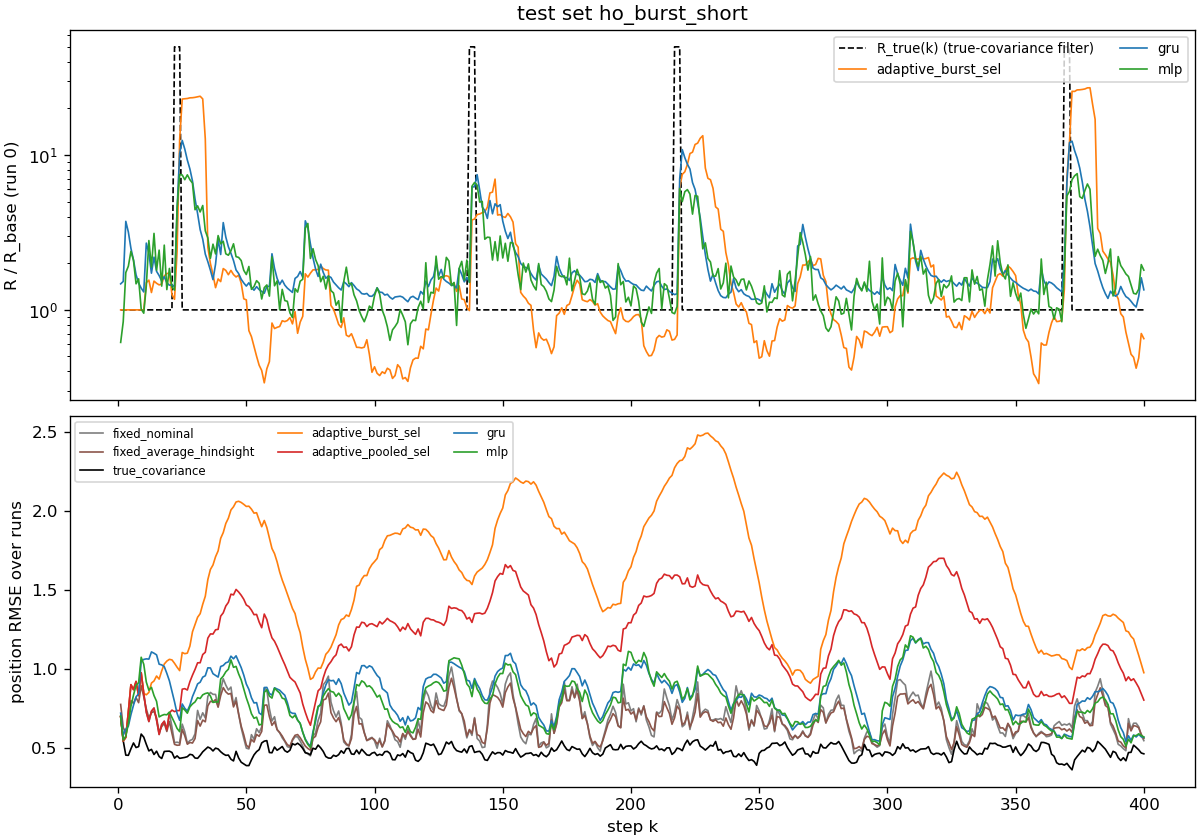 test set ho_burst_short
R / R_base (run 0)
10¹
10⁰
R_true(k) (true-covariance filter)
adaptive_burst_sel
gru
mlp
position RMSE over runs
2.5
2.0
1.5
1.0
0.5
fixed_nominal
fixed_average_hindsight
true_covariance
adaptive_burst_sel
adaptive_pooled_sel
gru
mlp
0 50 100 150 200 250 300 350 400
step k